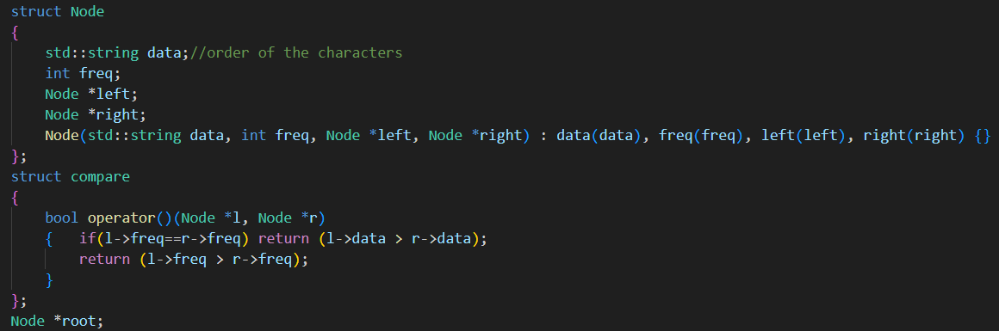 struct Node
{
    std::string data;//order of the characters
    int freq;
    Node *left;
    Node *right;
    Node(std::string data, int freq, Node *left, Node *right) : data(data), freq(freq), left(left), right(right) {}
};
struct compare
{
    bool operator()(Node *l, Node *r)
    {   if(l->freq==r->freq) return (l->data > r->data);
        return (l->freq > r->freq);
    }
};
Node *root;